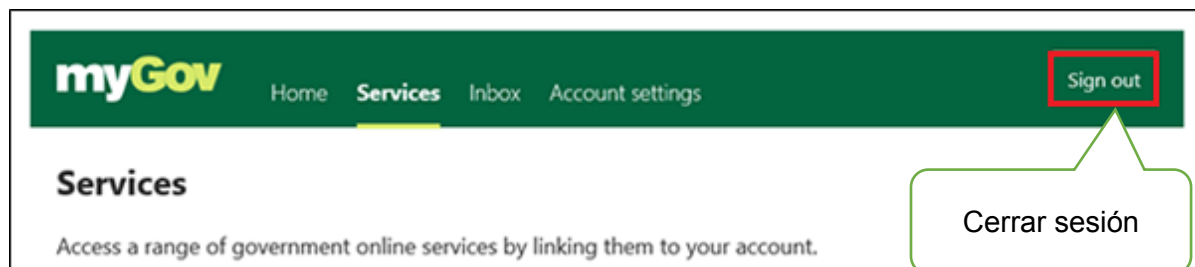 myGov Home Services Inbox Account settings Sign out
Services
Access a range of government online services by linking them to your account.
Cerrar sesión